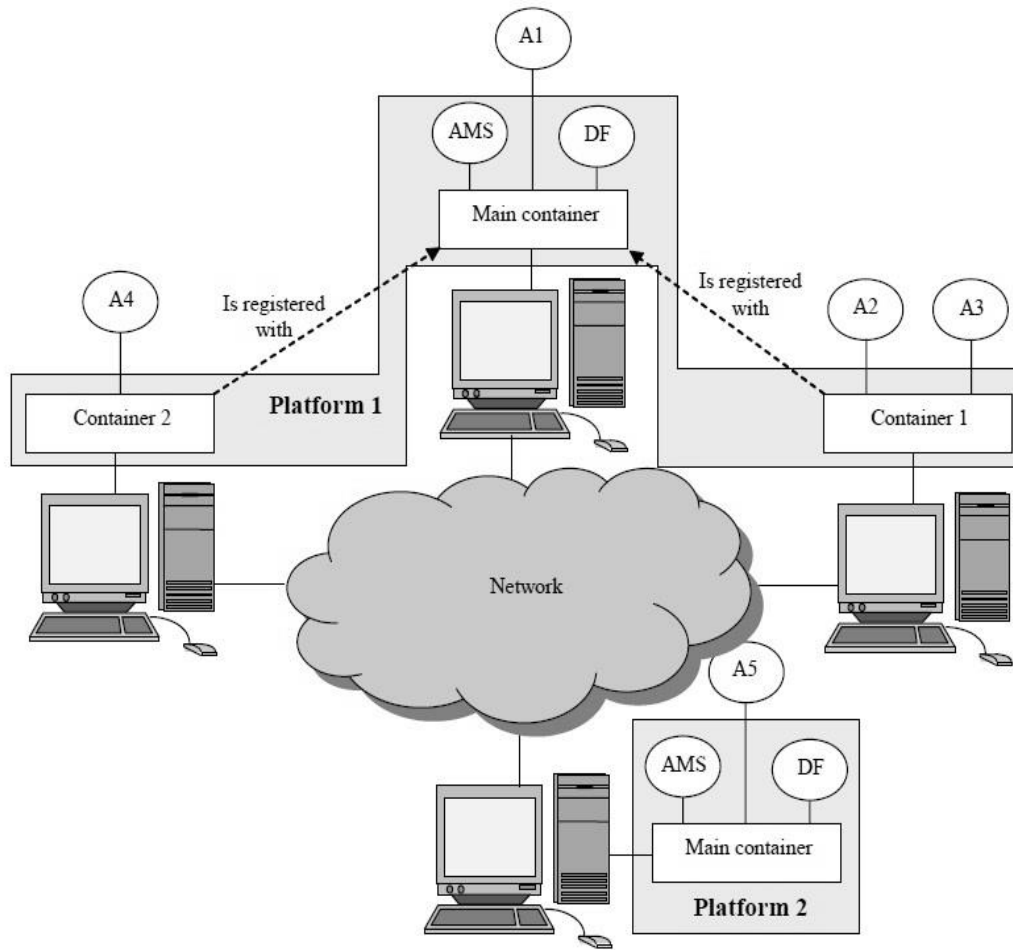 A1
AMS
DF
Main container
Is registered
with
Is registered
with
A4
A2
A3
Container 2
Platform 1
Container 1
Network
A5
AMS
DF
Main container
Platform 2